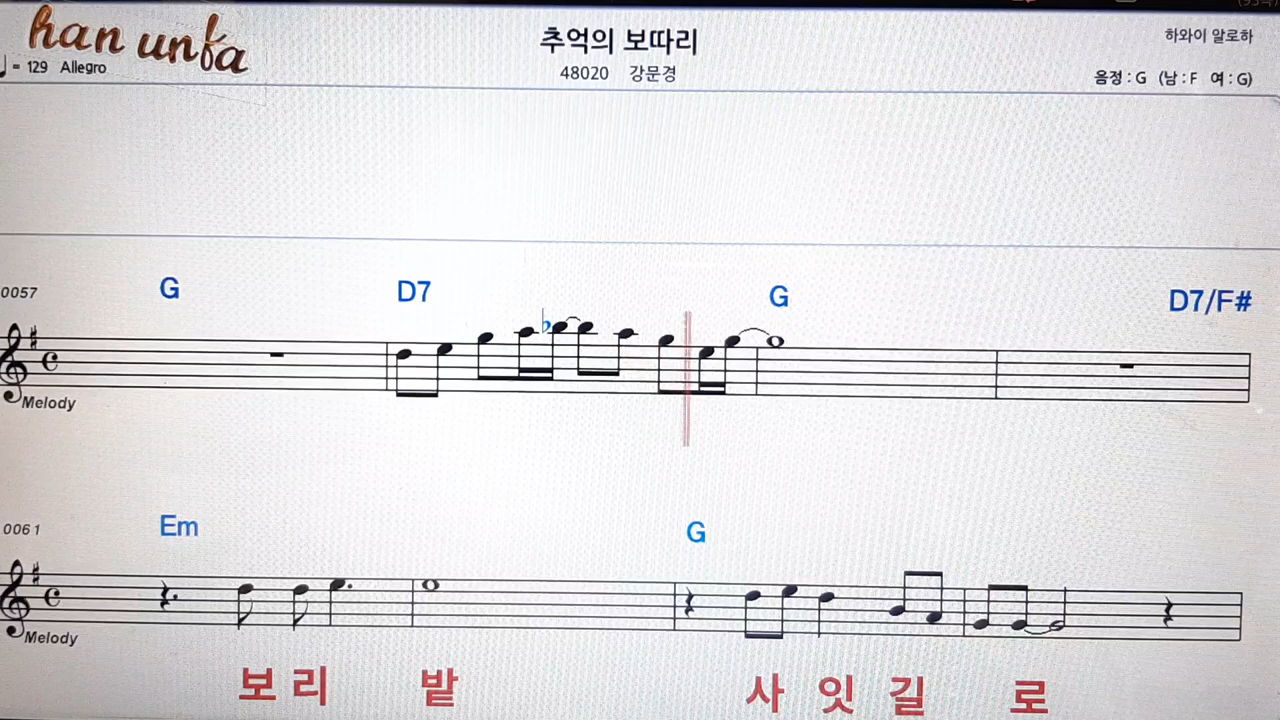 han unfa
추억의 보따리
하와이 알로하
♩ = 129 Allegro
48020 강문경
음정 : G (남 : F 여 : G)
0057
G D7 G D7/F#
Melody
0061
Em G
Melody
보 리 밭 사 잇 길 로